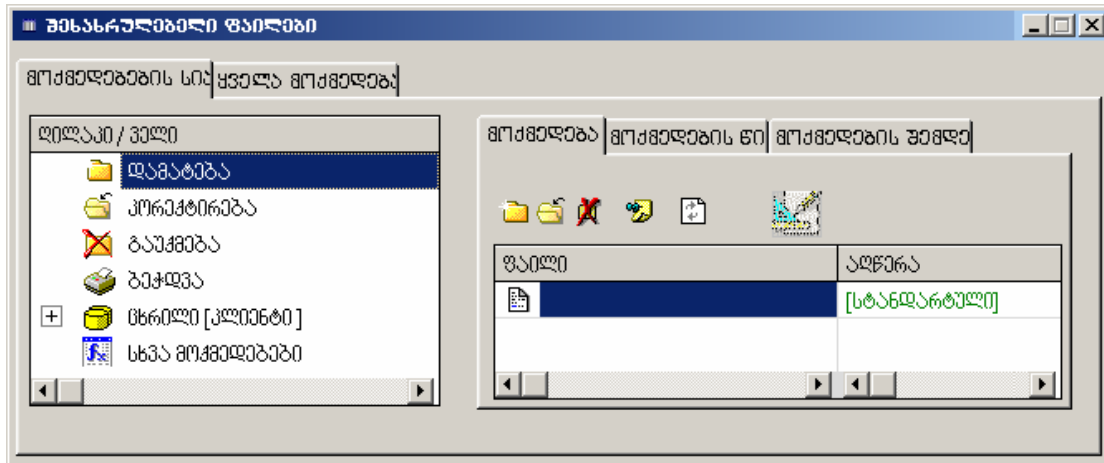 შესასრულებელი ფაილები
მოქმედებების სია ყველა მოქმედება
ღილაკი / ველი
დამატება
კორექტირება
გაუქმება
ბეჭდვა
ცხრილი [კლიენტი]
სხვა მოქმედებები
მოქმედება მოქმედების წი მოქმედების შემდე
ფაილი აღწერა
[სტანდარტული]